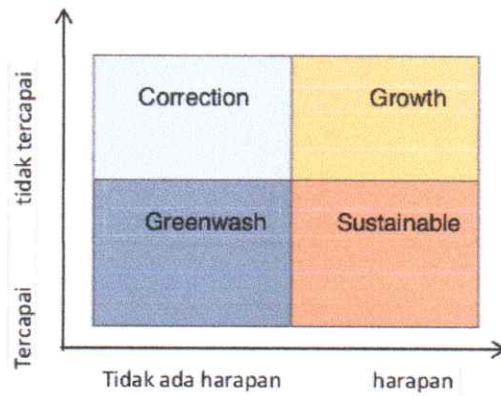 tidak tercapai
Tercapai
Correction
Growth
Greenwash
Sustainable
Tidak ada harapan
harapan